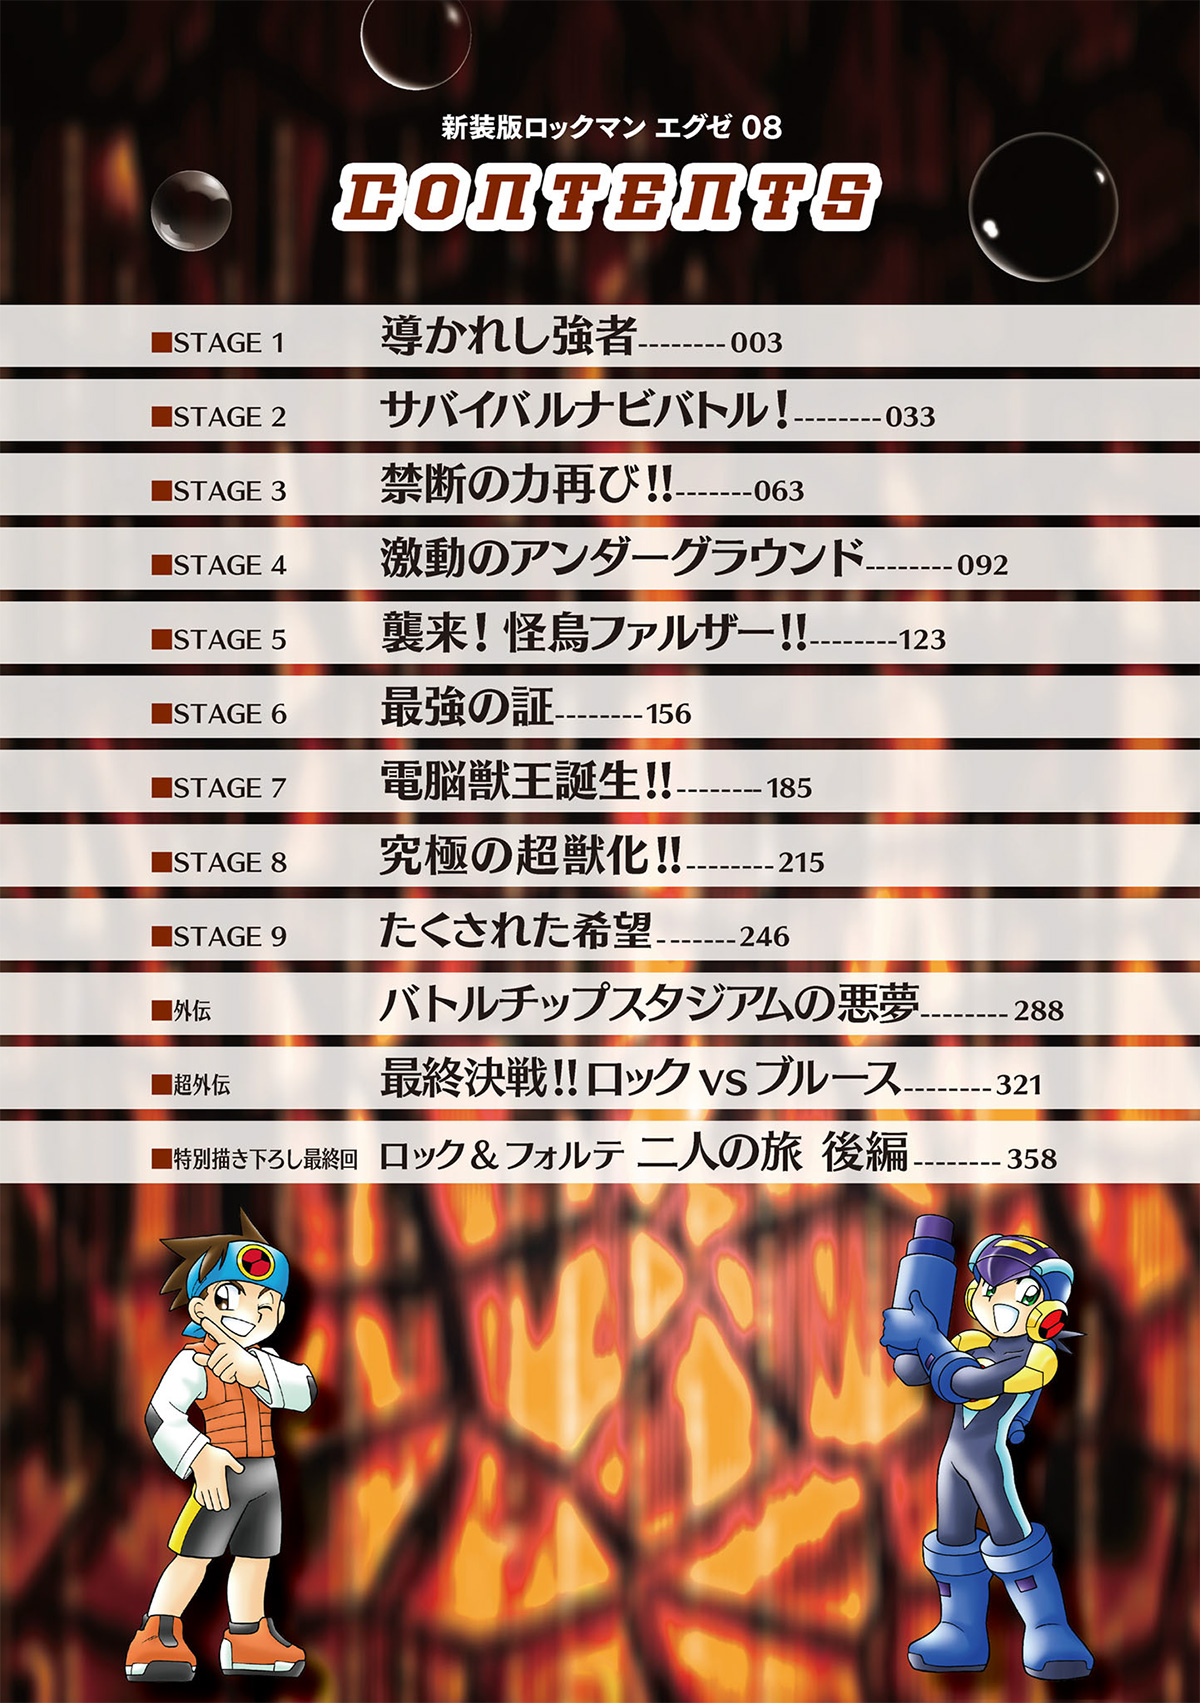 新装版ロックマン エグゼ 08
CONTENTS
■STAGE 1 導かれし強者--------003
■STAGE 2 サバイバルナビバトル!--------033
■STAGE 3 禁断の力再び!!-------063
■STAGE 4 激動のアンダーグラウンド--------092
■STAGE 5 襲来! 怪鳥ファルザー!!--------123
■STAGE 6 最強の証--------156
■STAGE 7 電脳獣王誕生!!--------185
■STAGE 8 究極の超獣化!!--------215
■STAGE 9 たくされた希望--------246
■外伝 バトルチップスタジアムの悪夢--------288
■超外伝 最終決戦!!ロックvsブルース--------321
■特別描き下ろし最終回 ロック&フォルテ 二人の旅 後編--------358